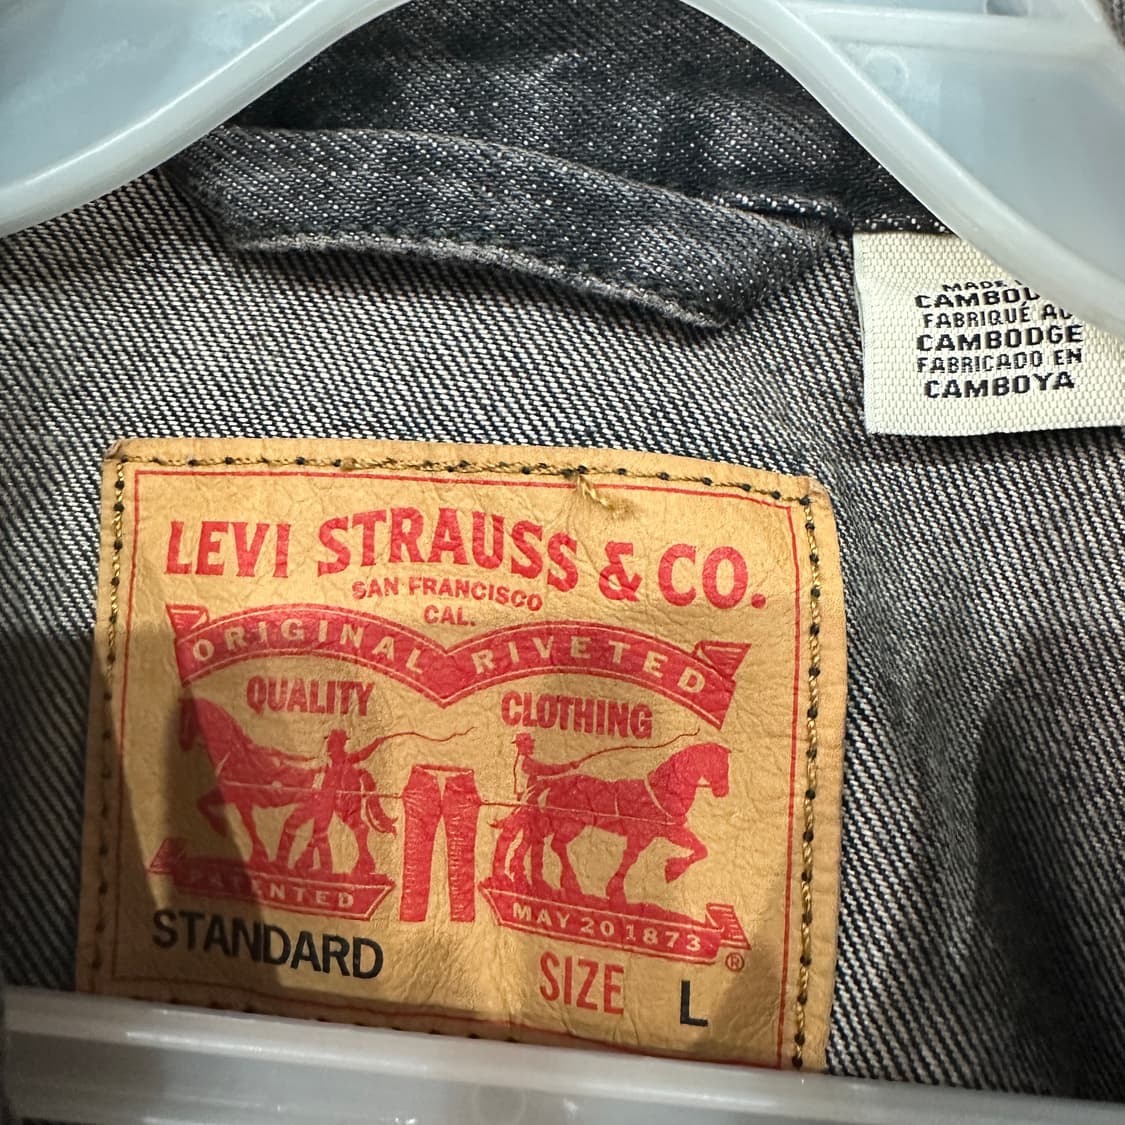 MADE
CAMBOD
FABRIQUÉ AU
CAMBODGE
FABRICADO EN
CAMBOYA
LEVI STRAUSS & CO.
SAN FRANCISCO
CAL.
ORIGINAL RIVETED
QUALITY CLOTHING
PATENTED MAY 20 1873
®
STANDARD SIZE L